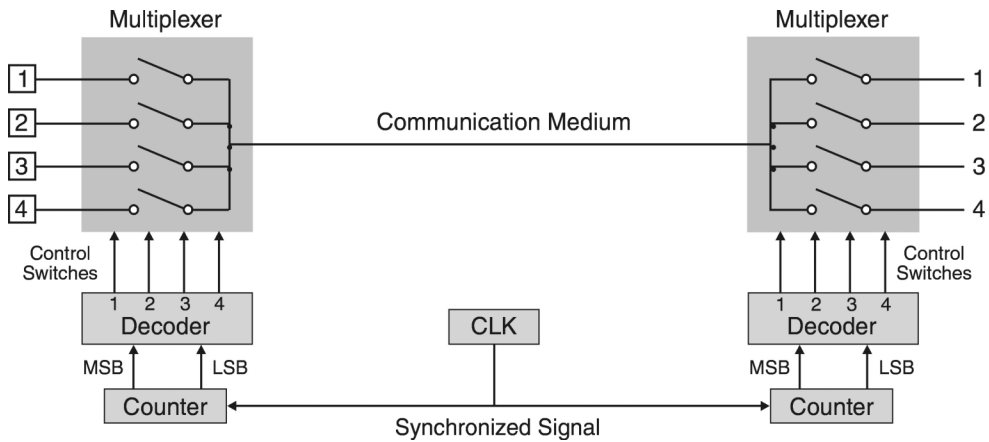 Multiplexer
Multiplexer
1
2
3
4
Communication Medium
1
2
3
4
Control
Switches
1 2 3 4
Decoder
MSB
LSB
Counter
CLK
Synchronized Signal
Control
Switches
1 2 3 4
Decoder
MSB
LSB
Counter